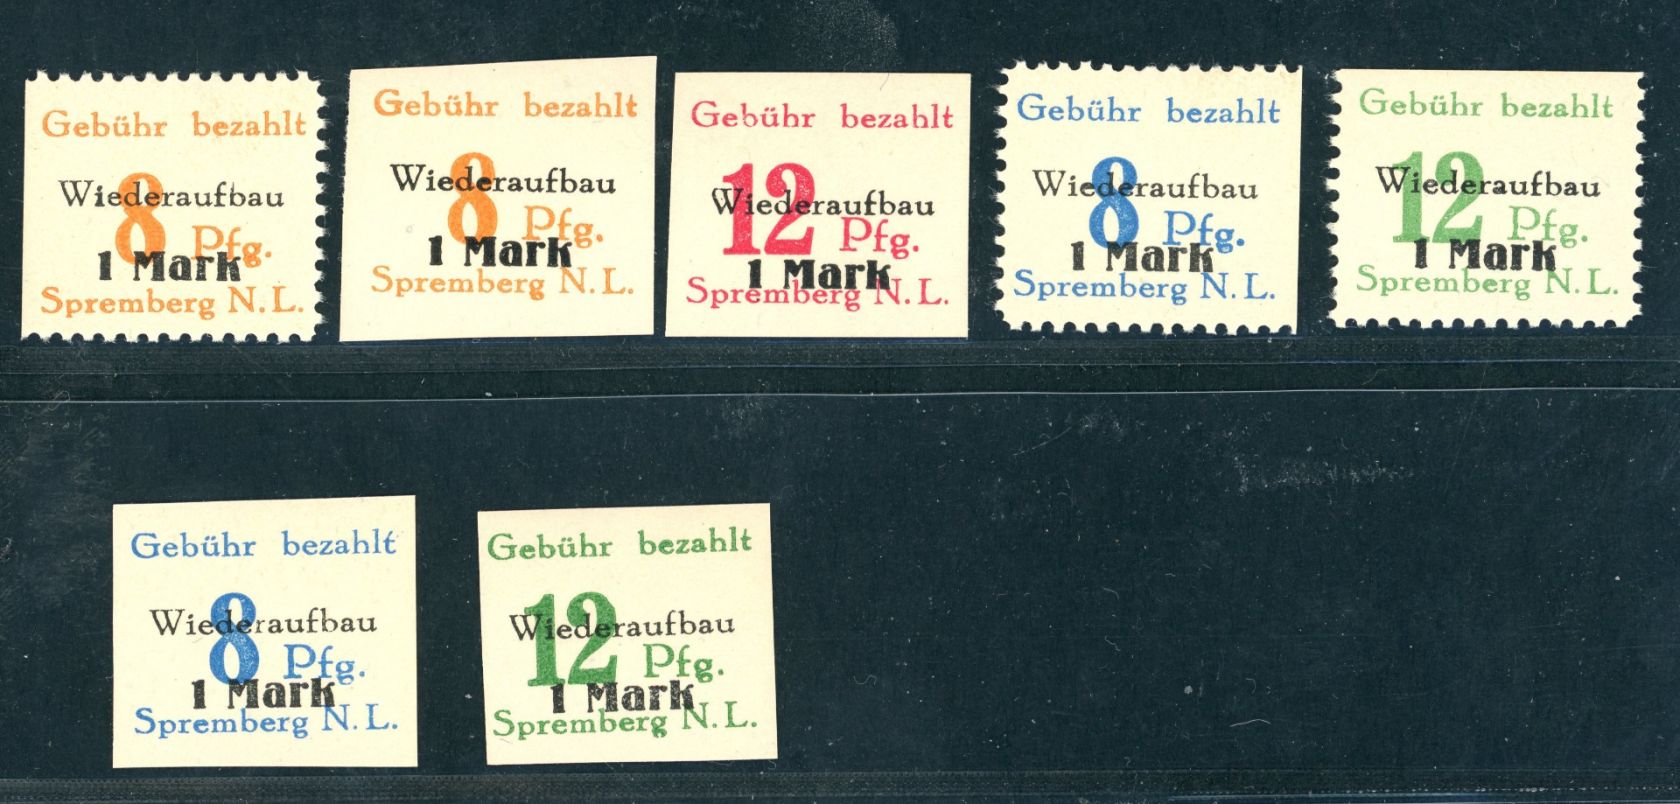 Gebühr bezahlt
Wiederaufbau
8 Pfg.
1 Mark
Spremberg N. L.
Gebühr bezahlt
Wiederaufbau
8 Pfg.
1 Mark
Spremberg N. L.
Gebühr bezahlt
12 Pfg.
Wiederaufbau
1 Mark
Spremberg N. L.
Gebühr bezahlt
Wiederaufbau
8 Pfg.
1 Mark
Spremberg N. L.
Gebühr bezahlt
Wiederaufbau
12 Pfg.
1 Mark
Spremberg N. L.
Gebühr bezahlt
Wiederaufbau
8 Pfg.
1 Mark
Spremberg N. L.
Gebühr bezahlt
Wiederaufbau
12 Pfg.
1 Mark
Spremberg N. L.